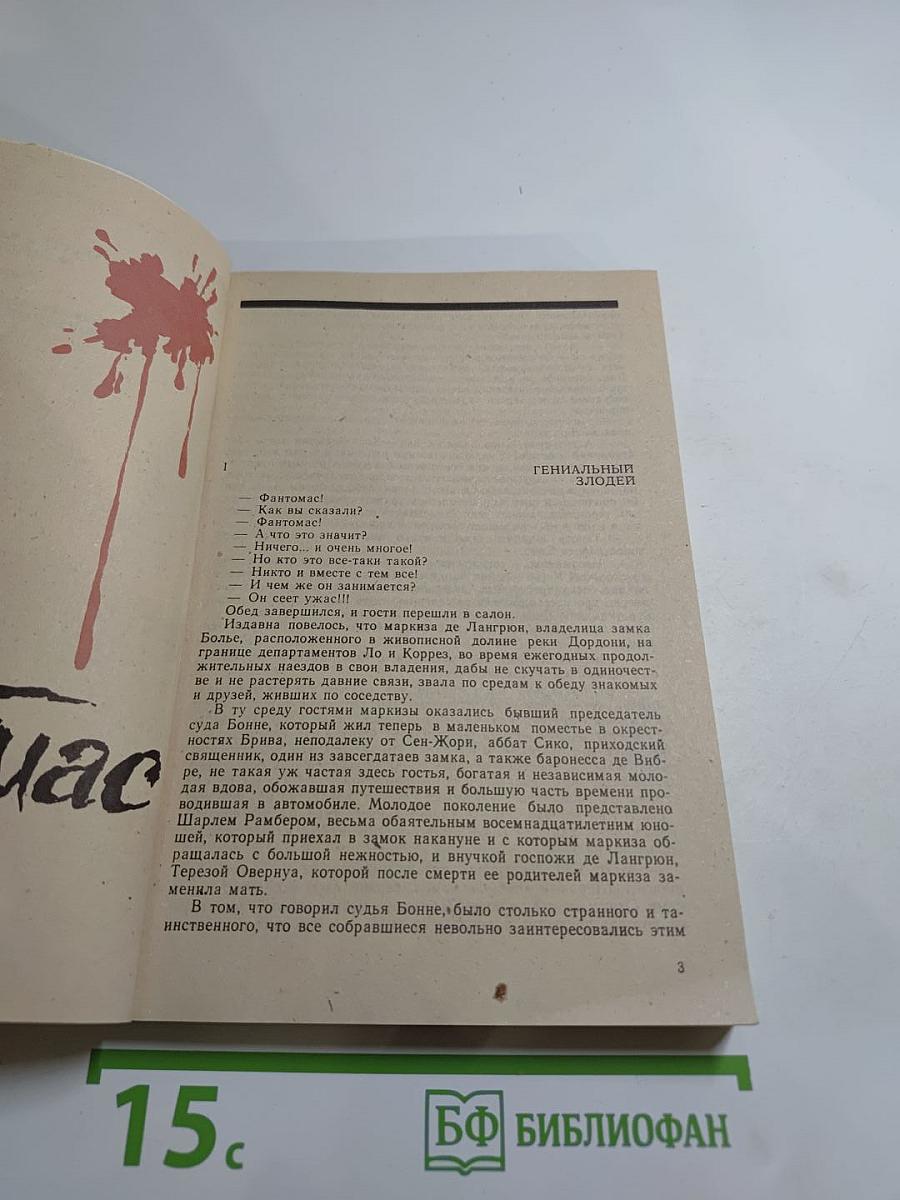 мас
I
ГЕНИАЛЬНЫЙ
ЗЛОДЕЙ
— Фантомас!
— Как вы сказали?
— Фантомас!
— А что это значит?
— Ничего... и очень многое!
— Но кто это все-таки такой?
— Никто и вместе с тем все!
— И чем же он занимается?
— Он сеет ужас!!!
Обед завершился, и гости перешли в салон.
Издавна повелось, что маркиза де Лангрюн, владелица замка
Болье, расположенного в живописной долине реки Дордони, на
границе департаментов Ло и Коррез, во время ежегодных продол-
жительных наездов в свои владения, дабы не скучать в одиночест-
ве и не растерять давние связи, звала по средам к обеду знакомых
и друзей, живших по соседству.
В ту среду гостями маркизы оказались бывший председатель
суда Бонне, который жил теперь в маленьком поместье в окрест-
ностях Брива, неподалеку от Сен-Жори, аббат Сико, приходский
священник, один из завсегдатаев замка, а также баронесса де Виб-
ре, не такая уж частая здесь гостья, богатая и независимая моло-
дая вдова, обожавшая путешествия и большую часть времени про-
водившая в автомобиле. Молодое поколение было представлено
Шарлем Рамбером, весьма обаятельным восемнадцатилетним юно-
шей, который приехал в замок накануне и с которым маркиза об-
ращалась с большой нежностью, и внучкой госпожи де Лангрюн,
Терезой Овернуа, которой после смерти ее родителей маркиза за-
менила мать.
В том, что говорил судья Бонне, было столько странного и та-
инственного, что все собравшиеся невольно заинтересовались этим
3
15 с
БФ БИБЛИОФАН